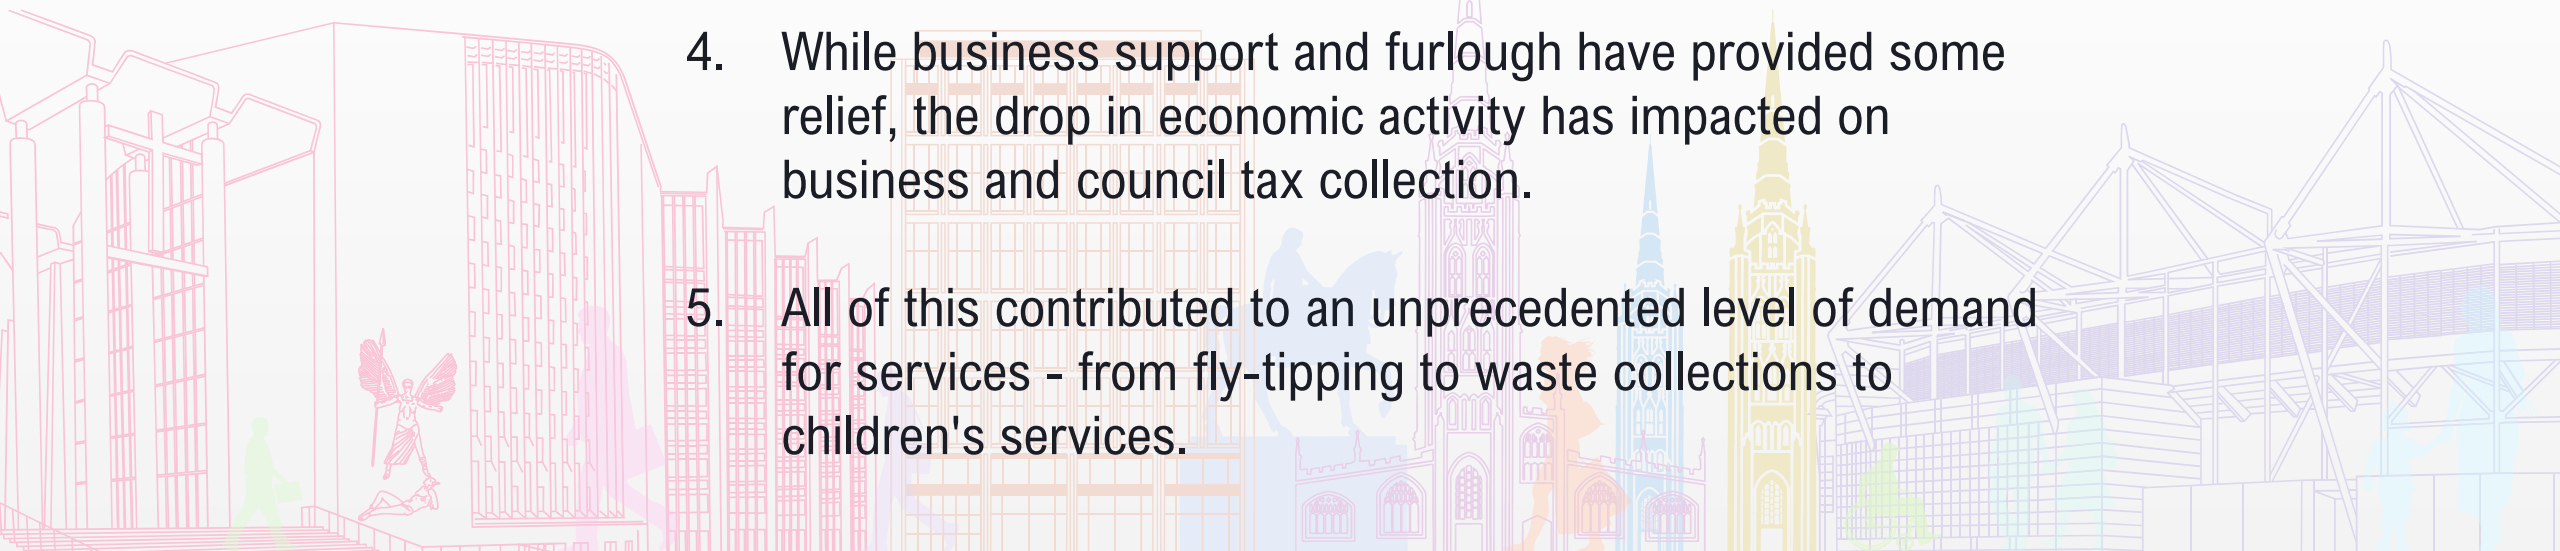 4. While business support and furlough have provided some
relief, the drop in economic activity has impacted on
business and council tax collection.
5. All of this contributed to an unprecedented level of demand
for services - from fly-tipping to waste collections to
children's services.